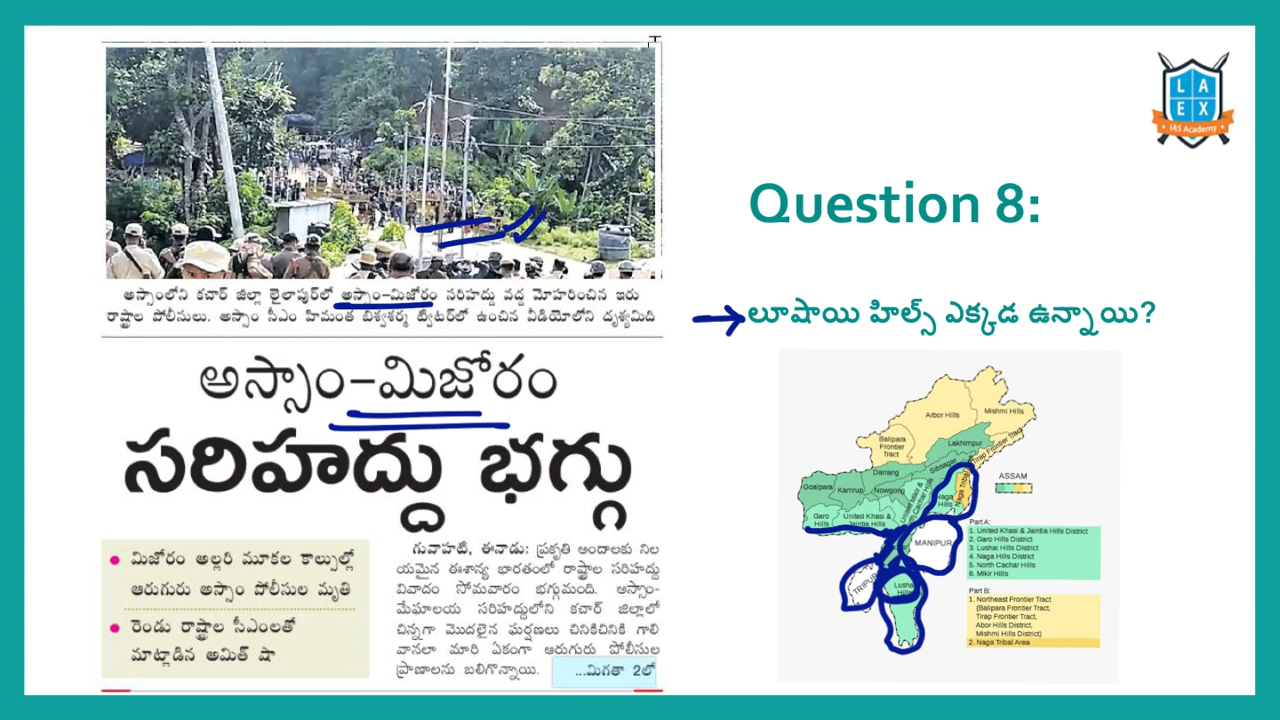 అస్సాంలోని కచార్ జిల్లా లైలాపుర్‌లో అస్సాం-మిజోరం సరిహద్దు వద్ద మోహరించిన ఇరు
రాష్ట్రాల పోలీసులు. అస్సాం సీఎం హిమంత బిశ్వశర్మ ట్విటర్‌లో ఉంచిన వీడియోలోని దృశ్యమిది
అస్సాం-మిజోరం
సరిహద్దు భగ్గు
మిజోరం అల్లరి మూకల కాల్పుల్లో
ఆరుగురు అస్సాం పోలీసుల మృతి
రెండు రాష్ట్రాల సీఎంలతో
మాట్లాడిన అమిత్ షా
గువాహటి, ఈనాడు: ప్రకృతి అందాలకు నిల
యమైన ఈశాన్య భారతంలో రాష్ట్రాల సరిహద్దు
వివాదం సోమవారం భగ్గుమంది. అస్సాం-
మేఘాలయ సరిహద్దులోని కచార్ జిల్లాలో
చిన్నగా మొదలైన ఘర్షణలు చినికిచినికి గాలి
వానలా మారి ఏకంగా ఆరుగురు పోలీసుల
ప్రాణాలను బలిగొన్నాయి.
...మిగతా 2లో
L A
E X
IAS Academy
Question 8:
లూషాయి హిల్స్ ఎక్కడ ఉన్నాయి?
Arbor Hills
Mishmi Hills
Balipara
Frontier
Tract
Lakhimpur
Tirap Frontier Tract
Sibsagar
Darrang
Goalpara
Kamrup
Nowgong
United Mikir &
North Cachar Hills
Naga
Hills
Naga Tribal
Garo
Hills
United Khasi &
Jaintia Hills
MANIPUR
TRIPURA
Lushai
Hills
ASSAM
Part A:
1. United Khasi & Jaintia Hills District
2. Garo Hills District
3. Lushai Hills District
4. Naga Hills District
5. North Cachar Hills
6. Mikir Hills
Part B:
1. Northeast Frontier Tract
(Balipara Frontier Tract,
Tirap Frontier Tract,
Abor Hills District,
Mishmi Hills District)
2. Naga Tribal Area